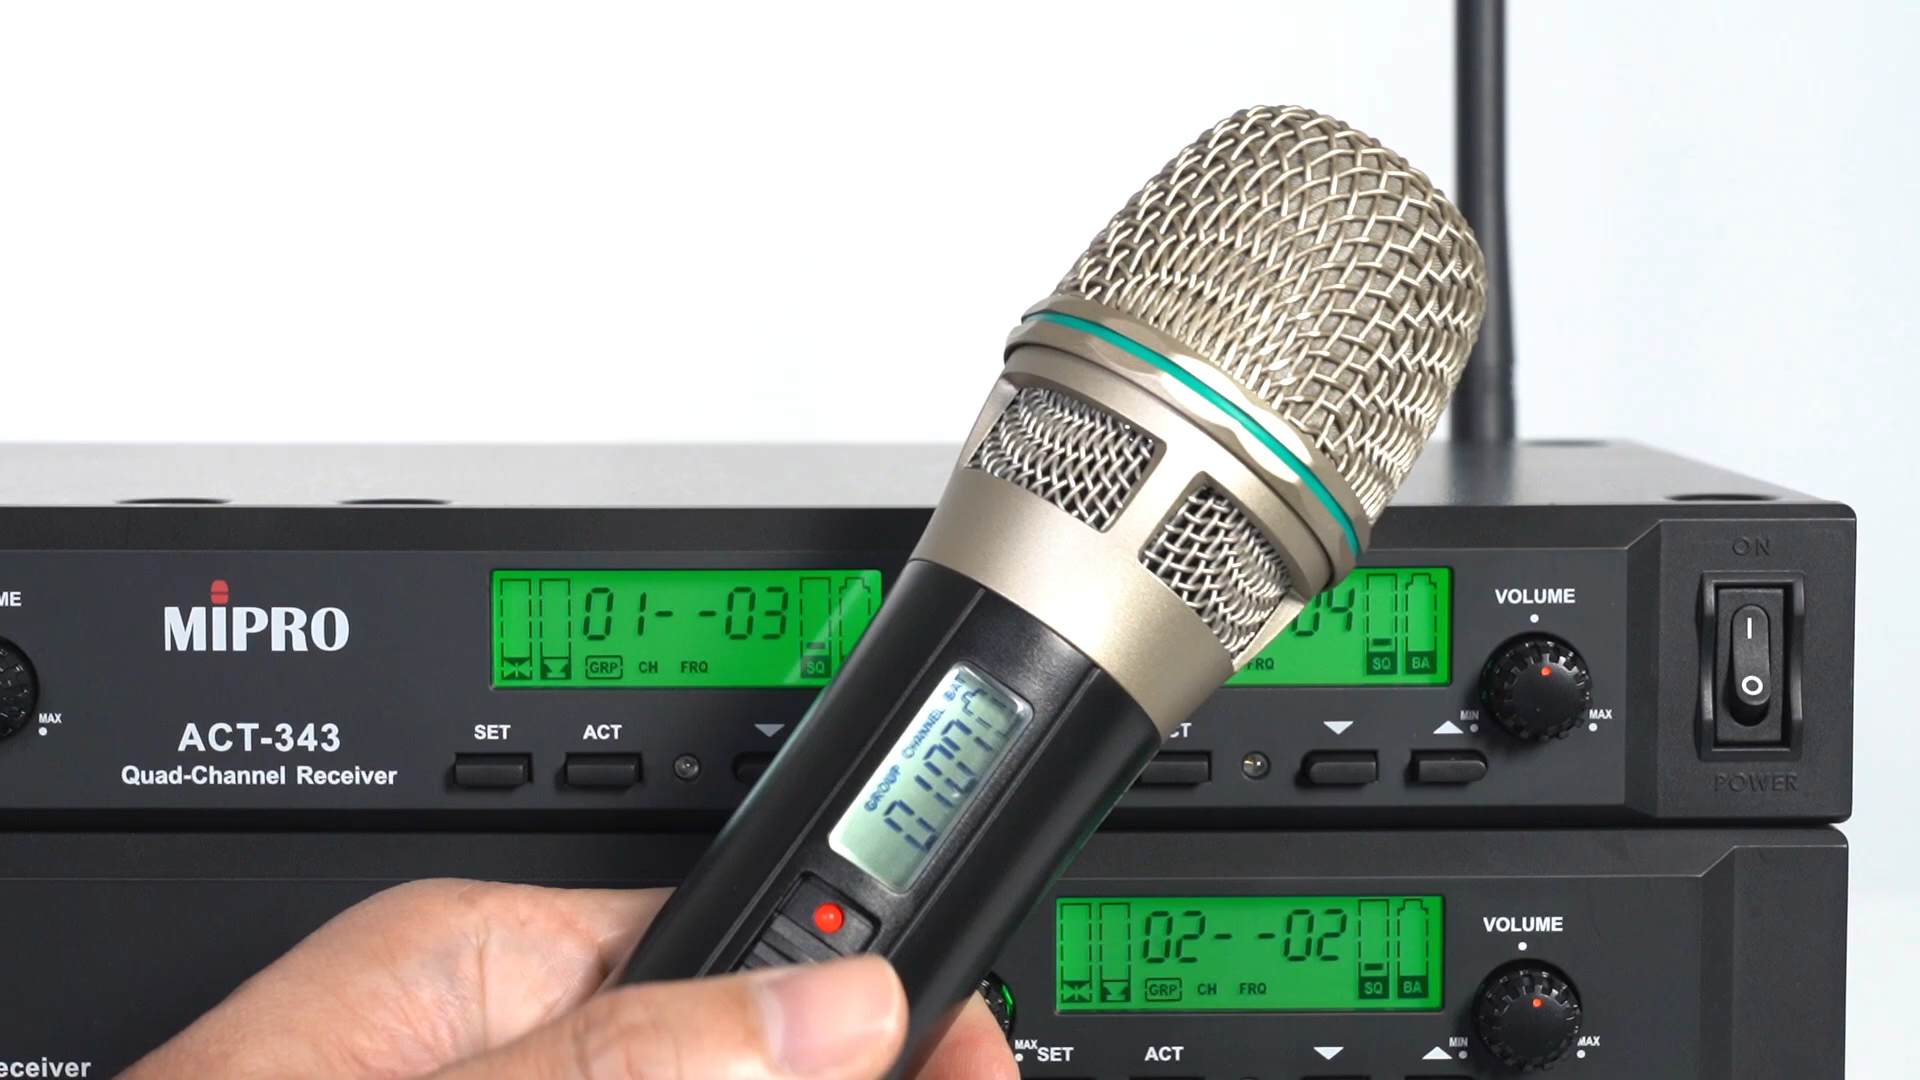 ON
VOLUME
MIPRO
01- -03
04
GRP CH FRQ
SQ
FRQ
SQ BA
MAX
ACT-343
Quad-Channel Receiver
SET
ACT
MIN
MAX
POWER
GROUP CHANNEL BAT
02- -02
GRP CH FRQ
SQ BA
VOLUME
MIN
MAX
MAX
SET
ACT